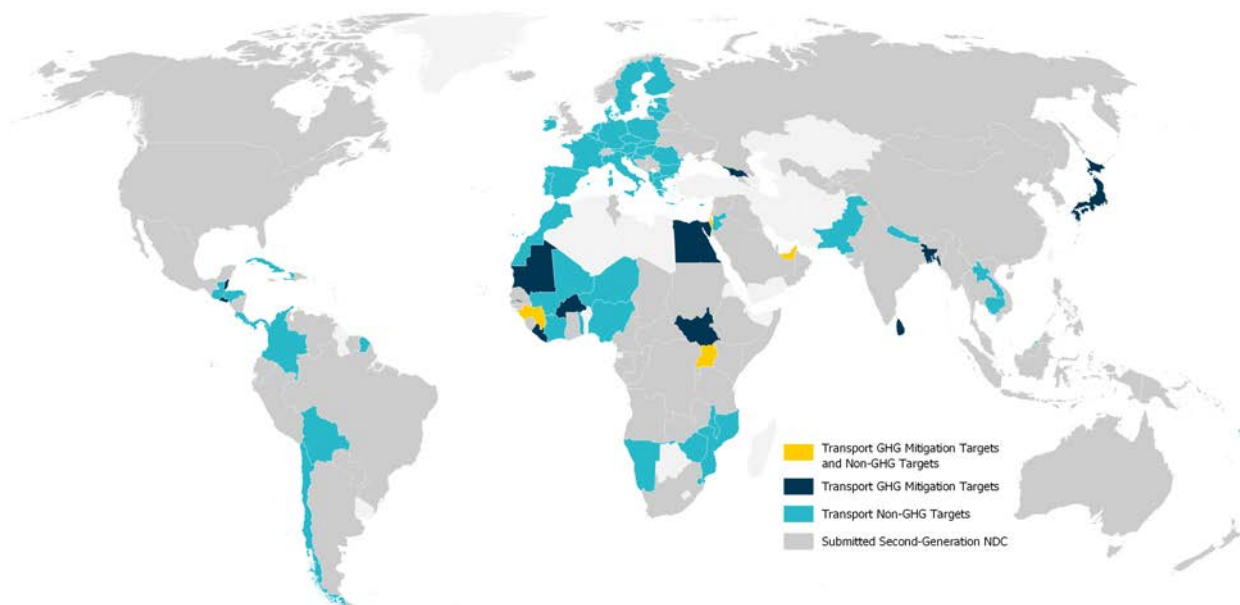 Transport GHG Mitigation Targets
and Non-GHG Targets
Transport GHG Mitigation Targets
Transport Non-GHG Targets
Submitted Second-Generation NDC